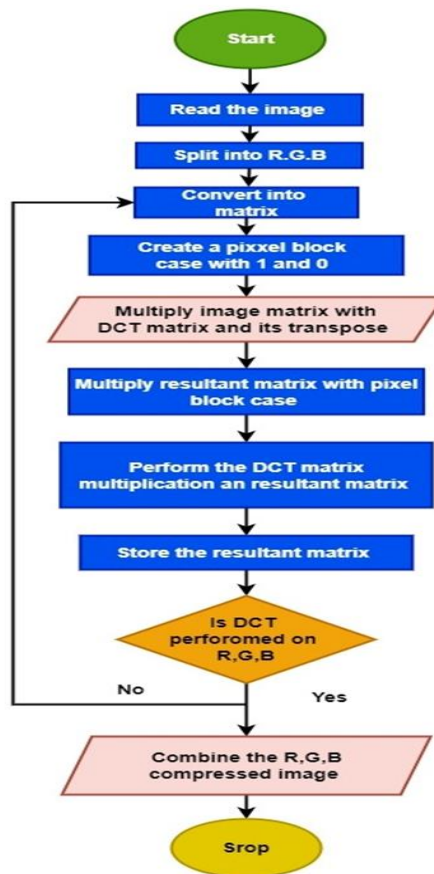 Start
Read the image
Split into R.G.B
Convert into
matrix
Create a pixxel block
case with 1 and 0
Multiply image matrix with
DCT matrix and its transpose
Multiply resultant matrix with pixel
block case
Perform the DCT matrix
multiplication an resultant matrix
Store the resultant matrix
Is DCT
perforomed on
R,G,B
No
Yes
Combine the R,G,B
compressed image
Srop